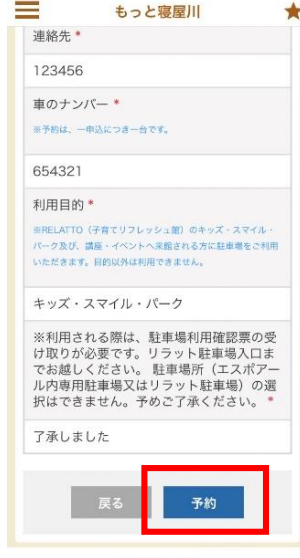 もっと寝屋川
連絡先 *
123456
車のナンバー *
※予約は、一申込につき一台です。
654321
利用目的 *
※RELATTO（子育てリフレッシュ館）のキッズ・スマイル・
パーク及び、講座・イベントへ来館される方に駐車場をご利用
いただきます。目的以外は利用できません。
キッズ・スマイル・パーク
※利用される際は、駐車場利用確認票の受
け取りが必要です。リラット駐車場入口ま
でお越しください。 駐車場所（エスポアー
ル内専用駐車場又はリラット駐車場）の選
択はできません。予めご了承ください。 *
了承しました
戻る
予約